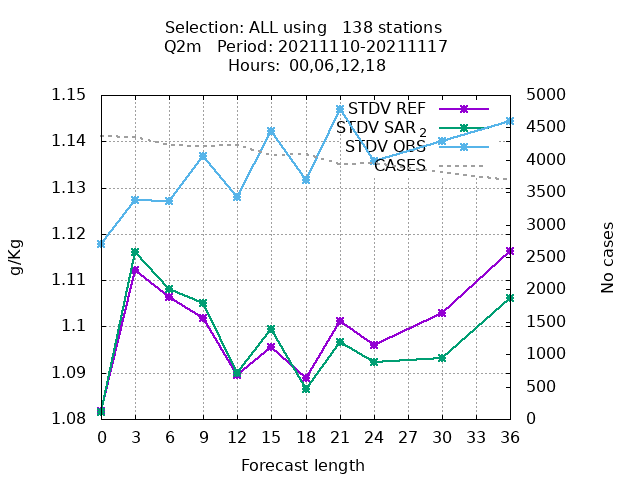 Selection: ALL using   138 stations
Q2m   Period: 20211110-20211117
Hours:  00,06,12,18
1.15
1.14
1.13
1.12
1.11
1.1
1.09
1.08
g/Kg
STDV REF
STDV SAR 2
STDV OBS
CASES
5000
4500
4000
3500
3000
2500
2000
1500
1000
500
0
No cases
0 3 6 9 12 15 18 21 24 27 30 33 36
Forecast length